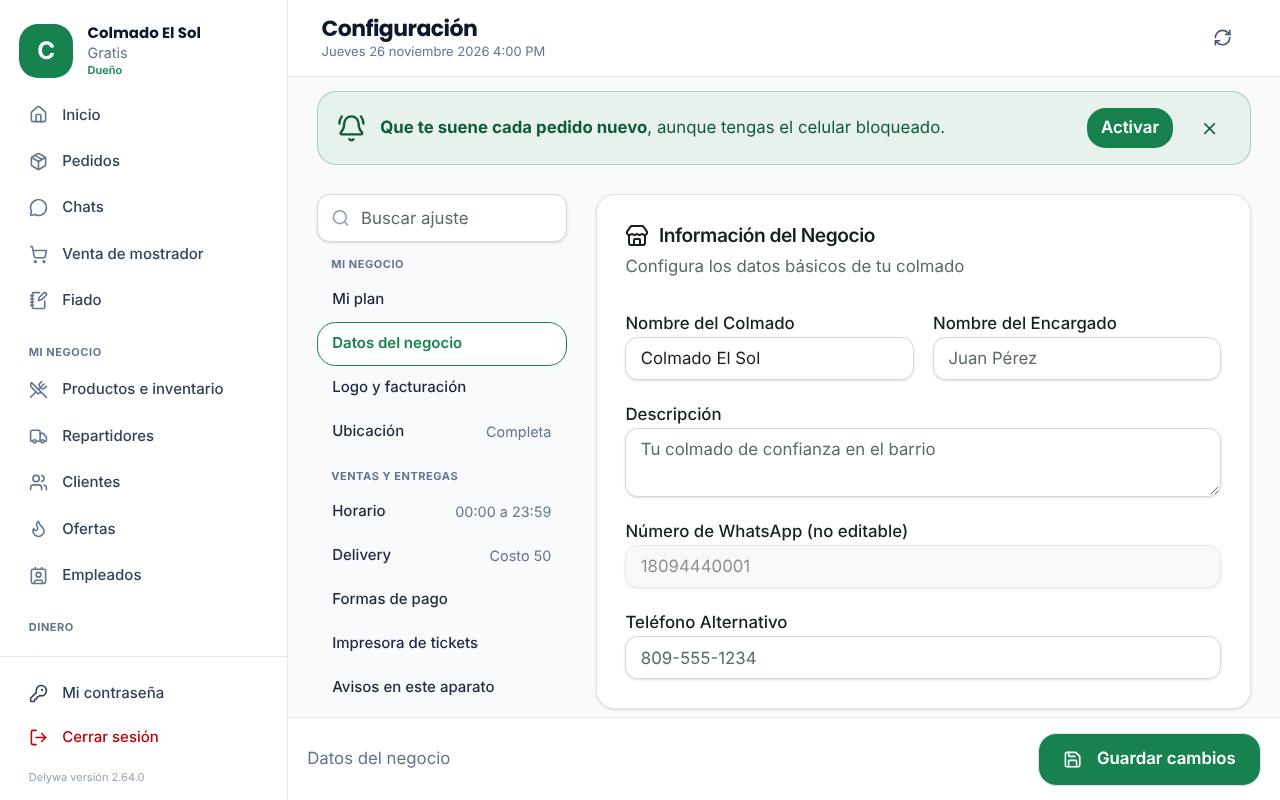 C
Colmado El Sol
Gratis
Dueño
Inicio
Pedidos
Chats
Venta de mostrador
Fiado
MI NEGOCIO
Productos e inventario
Repartidores
Clientes
Ofertas
Empleados
DINERO
Mi contraseña
Cerrar sesión
Delywa versión 2.64.0
Configuración
Jueves 26 noviembre 2026 4:00 PM
Que te suene cada pedido nuevo, aunque tengas el celular bloqueado.
Activar
Buscar ajuste
MI NEGOCIO
Mi plan
Datos del negocio
Logo y facturación
Ubicación Completa
VENTAS Y ENTREGAS
Horario 00:00 a 23:59
Delivery Costo 50
Formas de pago
Impresora de tickets
Avisos en este aparato
Información del Negocio
Configura los datos básicos de tu colmado
Nombre del Colmado
Colmado El Sol
Nombre del Encargado
Juan Pérez
Descripción
Tu colmado de confianza en el barrio
Número de WhatsApp (no editable)
18094440001
Teléfono Alternativo
809-555-1234
Datos del negocio
Guardar cambios